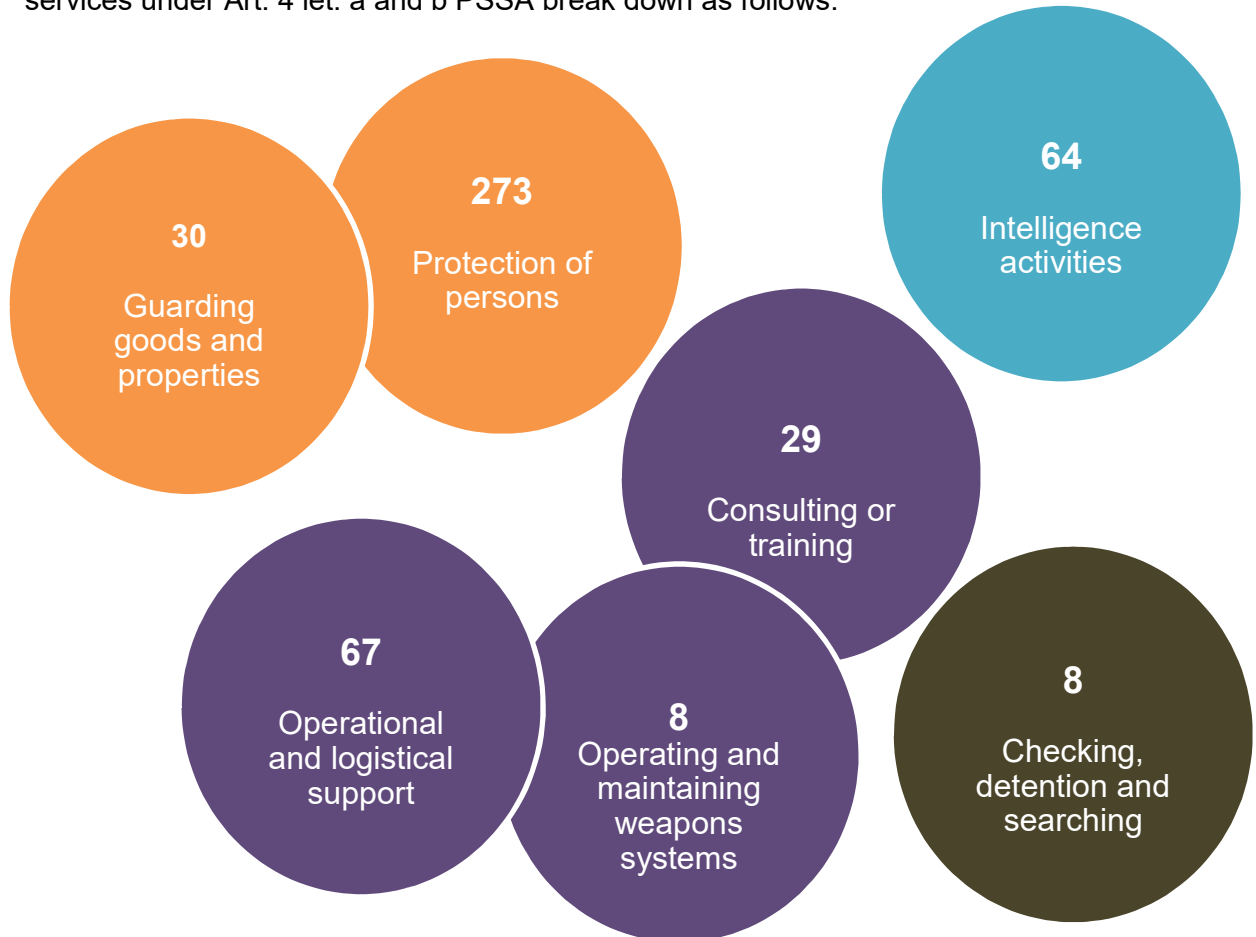 services under Art. 4 let. a and b PSSA break down as follows:
30
Guarding
goods and
properties
273
Protection of
persons
64
Intelligence
activities
29
Consulting or
training
67
Operational
and logistical
support
8
Operating and
maintaining
weapons
systems
8
Checking,
detention and
searching